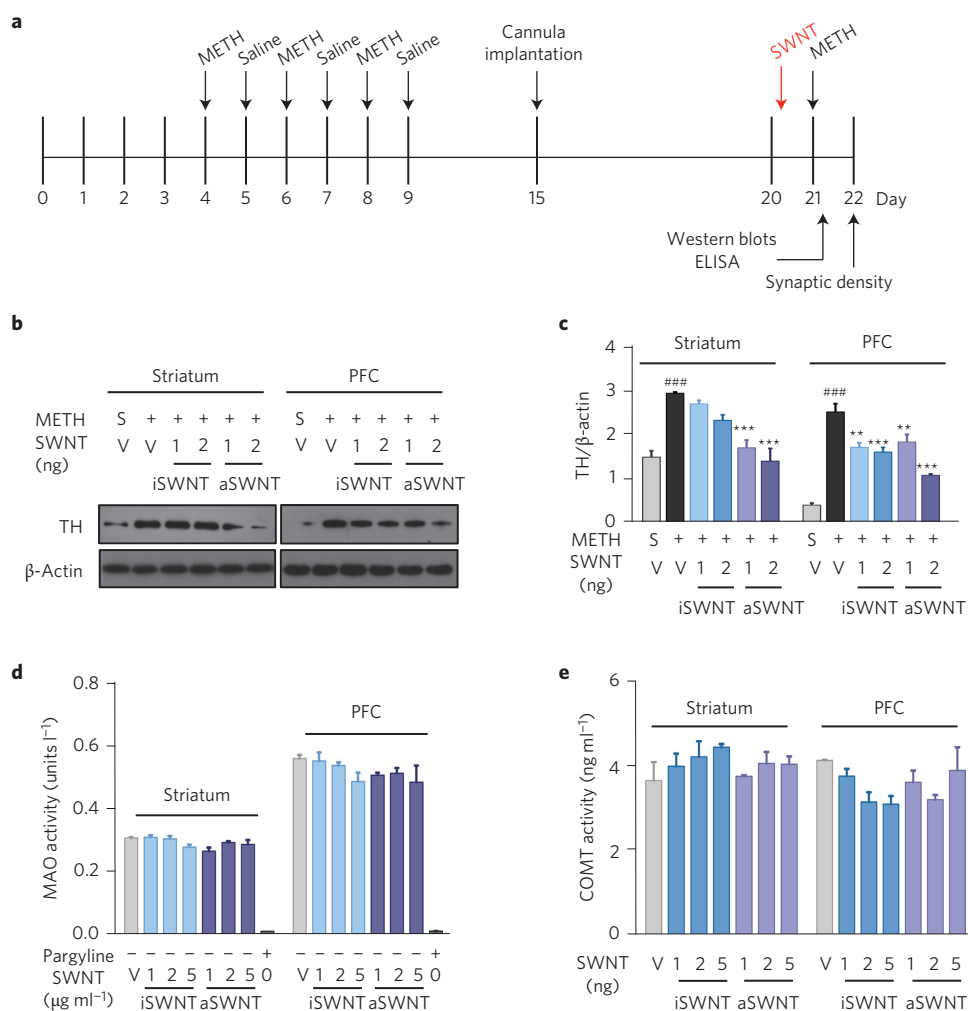 a
METH Saline METH Saline METH Saline
Cannula
implantation
SWNT METH
0 1 2 3 4 5 6 7 8 9 15 20 21 22 Day
Western blots
ELISA
Synaptic density
b
Striatum PFC
METH S + + + + + S + + + + +
SWNT V V 1 2 1 2 V V 1 2 1 2
(ng)
iSWNT aSWNT iSWNT aSWNT
TH
β-Actin
c
Striatum PFC
TH/β-actin
4
3
2
1
0
### *** *** ### ** *** ** ***
METH S + + + + + S + + + + +
SWNT V V 1 2 1 2 V V 1 2 1 2
(ng)
iSWNT aSWNT iSWNT aSWNT
d
MAO activity (units l⁻¹)
0.8
0.6
0.4
0.2
0.0
Striatum
PFC
Pargyline − − − − − − − + − − − − − − − +
SWNT V 1 2 5 1 2 5 0 V 1 2 5 1 2 5 0
(μg ml⁻¹)
iSWNT aSWNT iSWNT aSWNT
e
COMT activity (ng ml⁻¹)
6
4
2
0
Striatum PFC
SWNT V 1 2 5 1 2 5 V 1 2 5 1 2 5
(ng)
iSWNT aSWNT iSWNT aSWNT